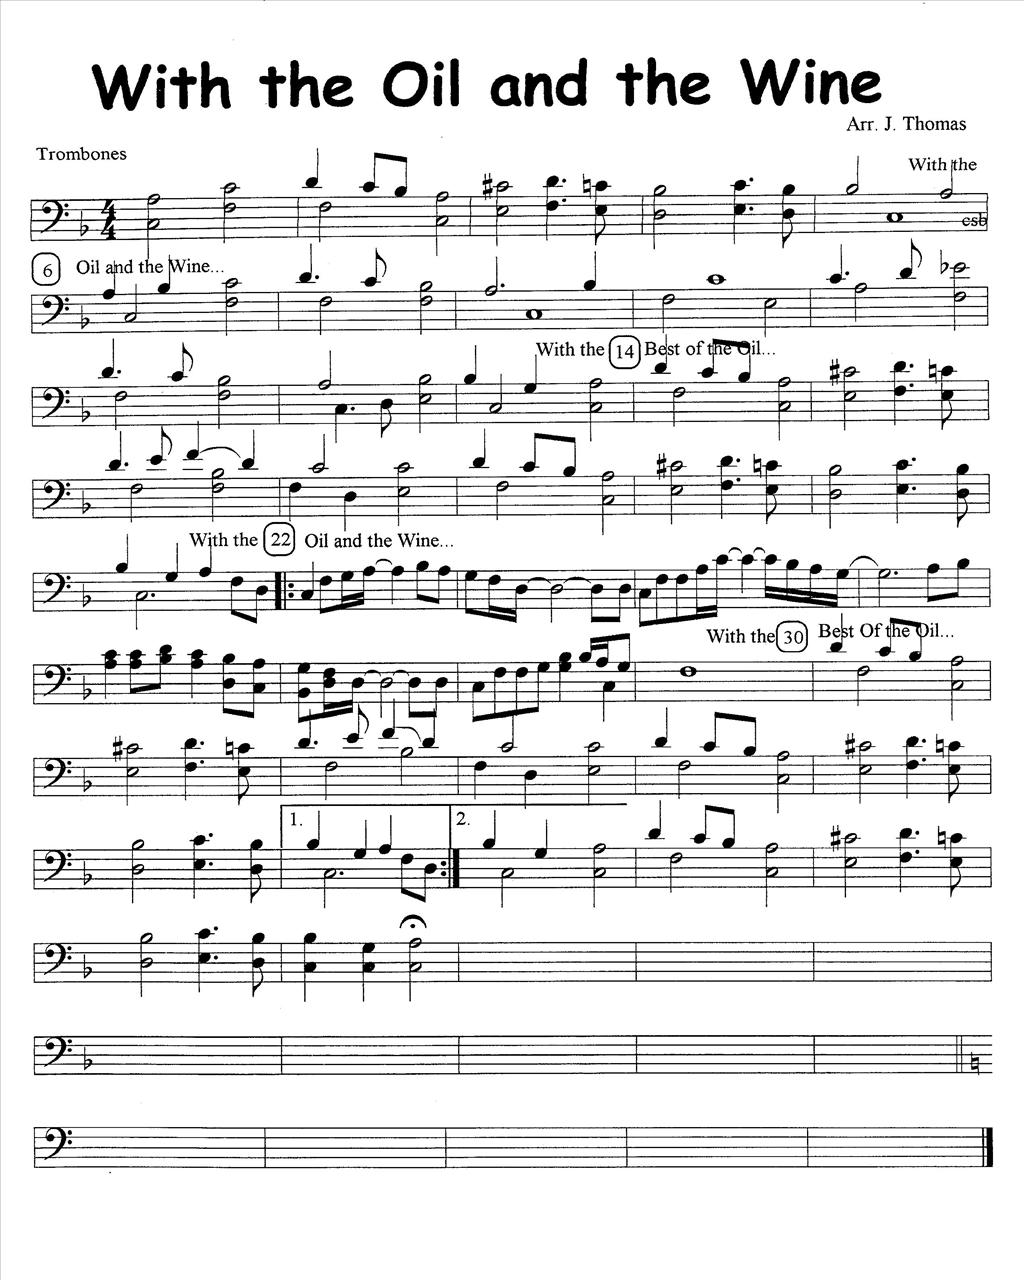 With the Oil and the Wine
Arr. J. Thomas
Trombones
With the
csb
6 Oil and the Wine...
With the 14 Best of the Oil...
With the 22 Oil and the Wine...
With the 30 Best Of the Oil...
1. 2.